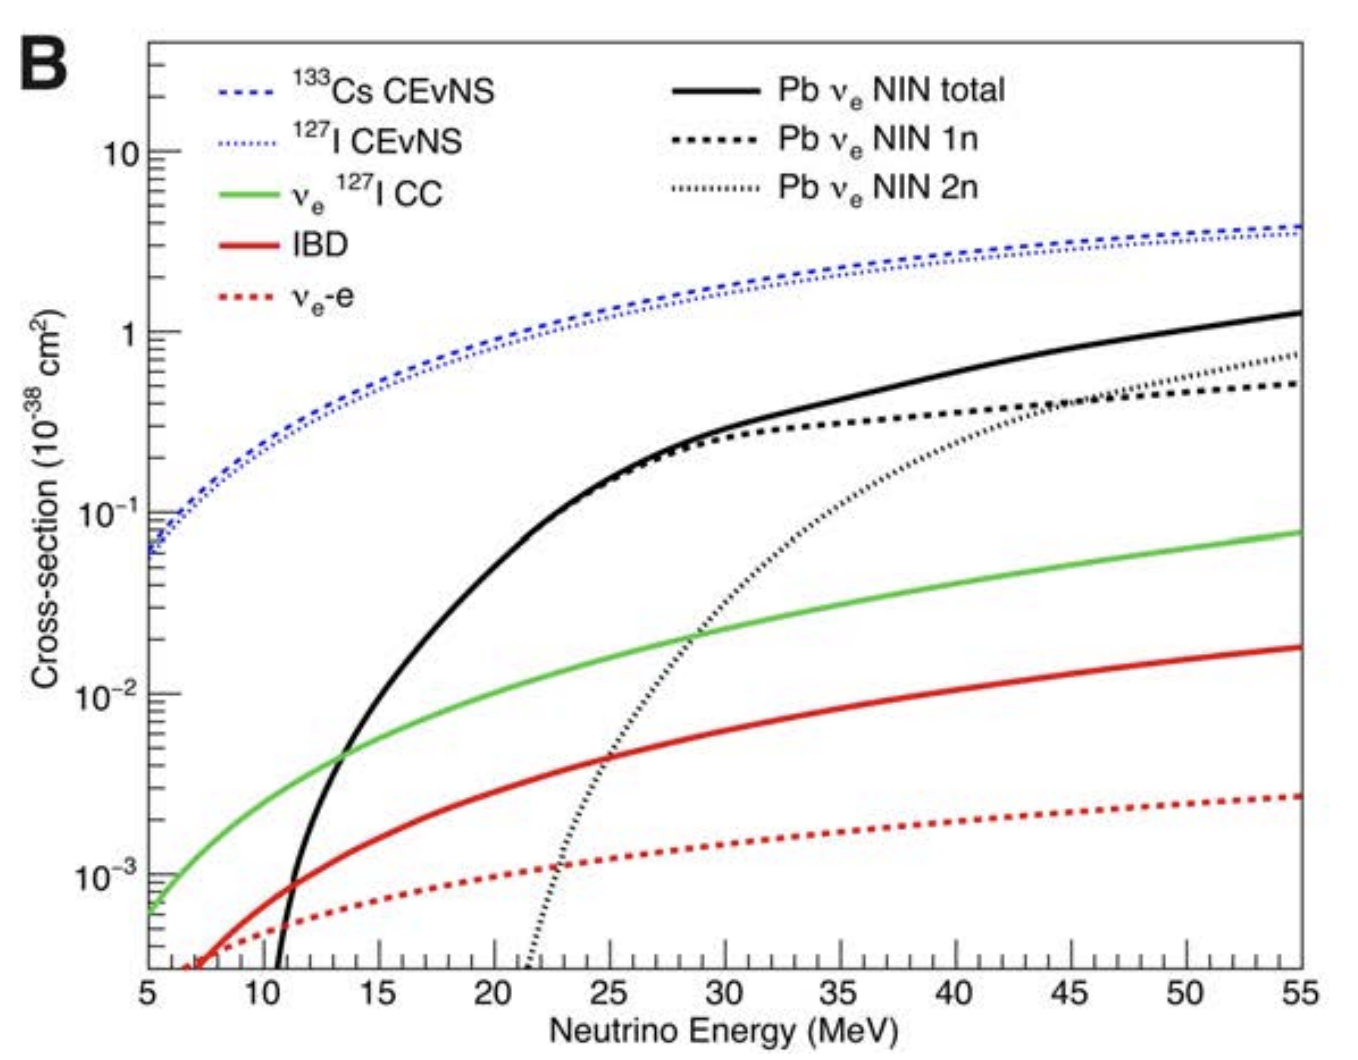 B
¹³³Cs CEvNS
¹²⁷I CEvNS
νₑ ¹²⁷I CC
IBD
νₑ-e
Pb νₑ NIN total
Pb νₑ NIN 1n
Pb νₑ NIN 2n
Cross-section (10⁻³⁸ cm²)
10
1
10⁻¹
10⁻²
10⁻³
5 10 15 20 25 30 35 40 45 50 55
Neutrino Energy (MeV)